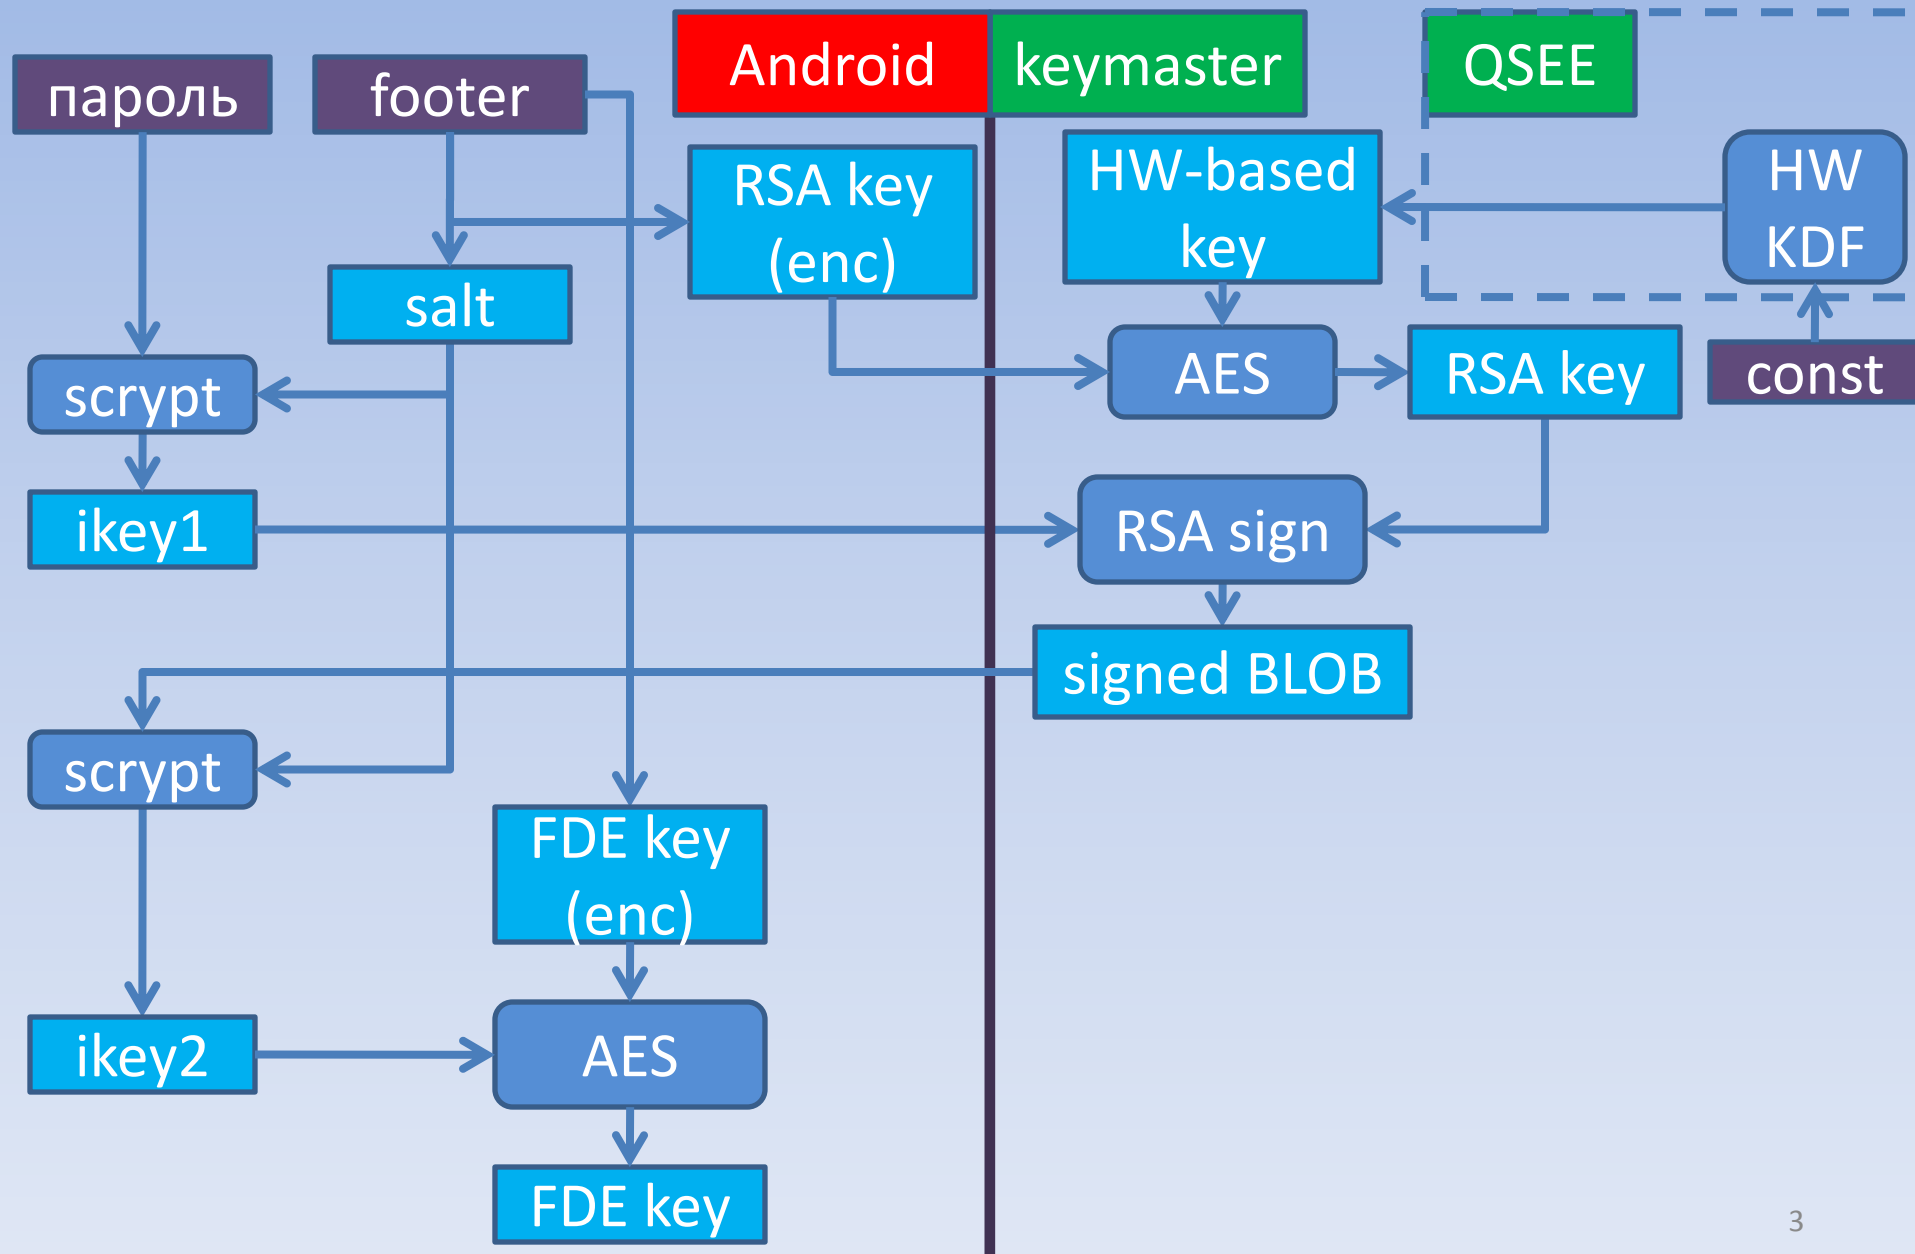 Android
keymaster
QSEE
пароль
footer
RSA key
(enc)
HW-based
key
HW
KDF
salt
scrypt
AES
RSA key
const
ikey1
RSA sign
signed BLOB
scrypt
FDE key
(enc)
ikey2
AES
FDE key
3